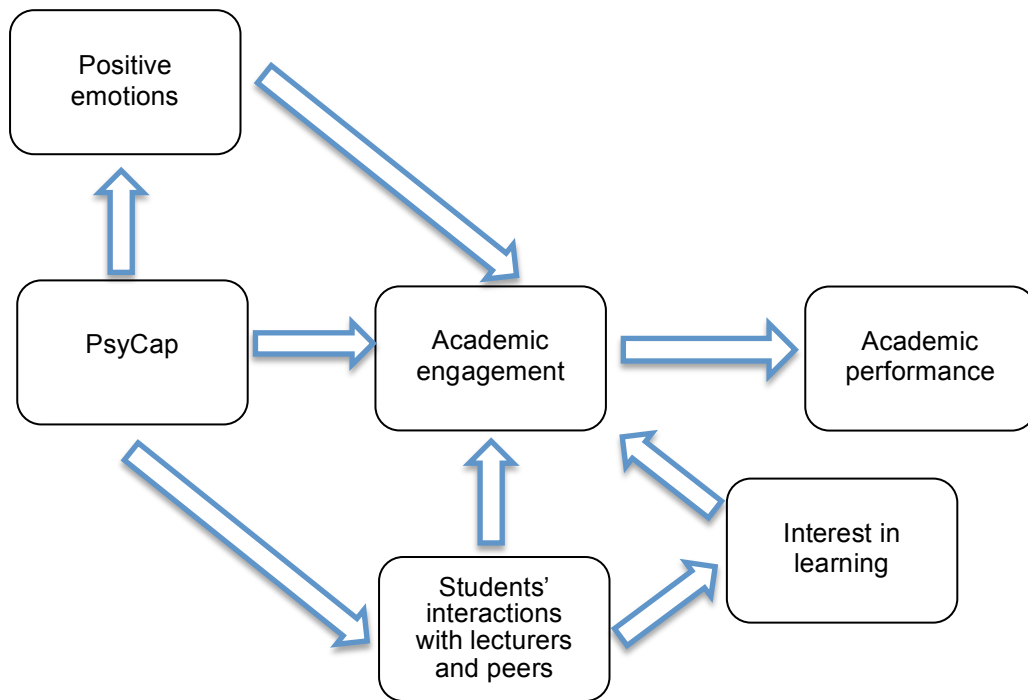 Positive
emotions
PsyCap
Academic
engagement
Academic
performance
Interest in
learning
Students’
interactions
with lecturers
and peers